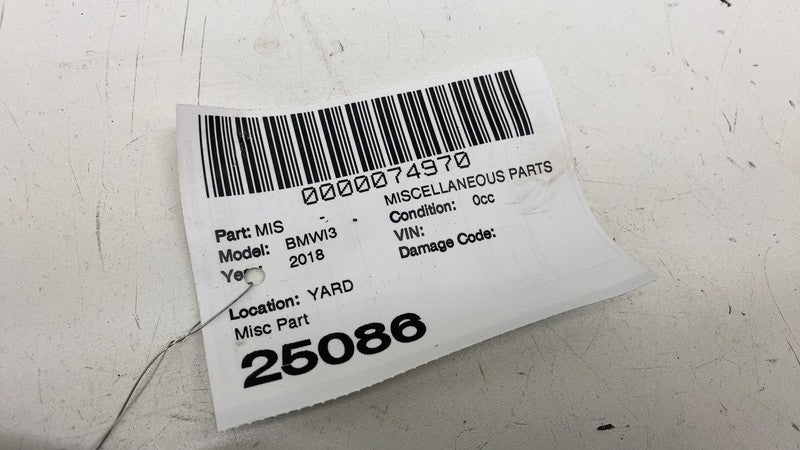 0000074970
Part: MIS - - MISCELLANEOUS PARTS
Model: BMWI3 Condition: 0cc
2018 VIN:
Damage Code:
Location: YARD
Misc Part
25086